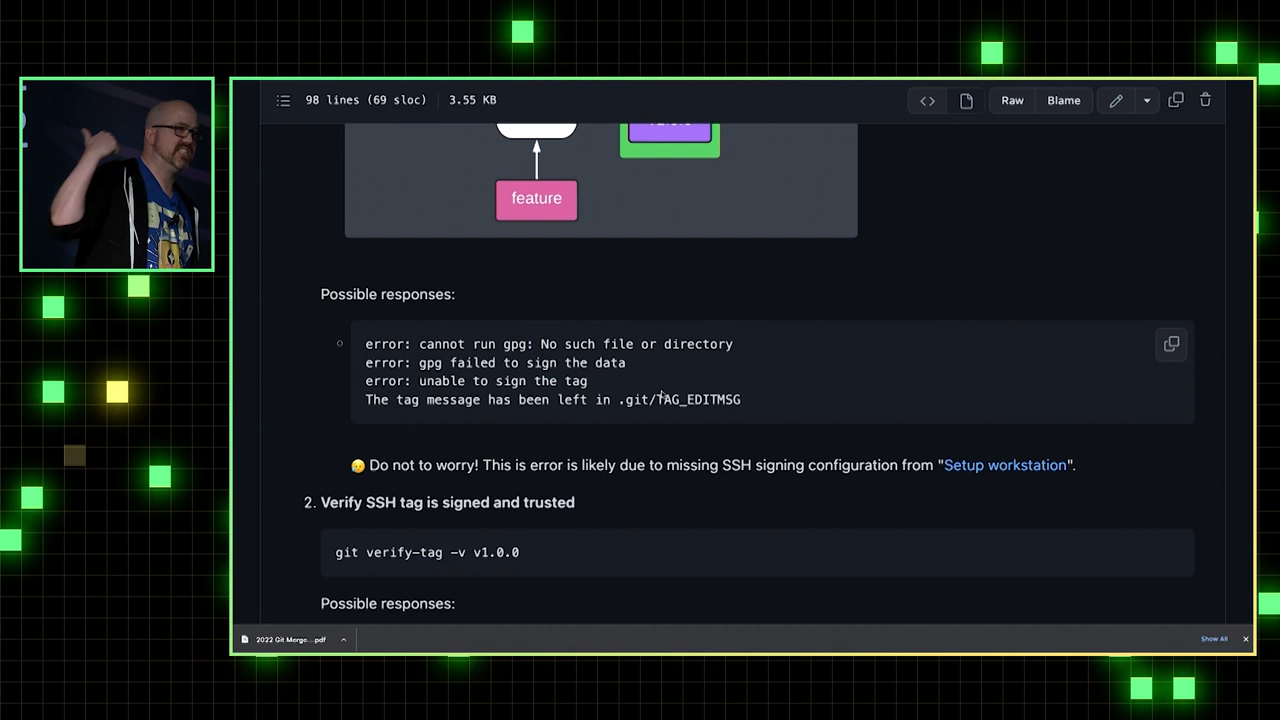 98 lines (69 sloc)
3.55 KB
Raw
Blame
feature
Possible responses:
error: cannot run gpg: No such file or directory
error: gpg failed to sign the data
error: unable to sign the tag
The tag message has been left in .git/TAG_EDITMSG
Do not to worry! This is error is likely due to missing SSH signing configuration from "Setup workstation".
2. Verify SSH tag is signed and trusted
git verify-tag -v v1.0.0
Possible responses:
2022 Git Merge....pdf
Show All